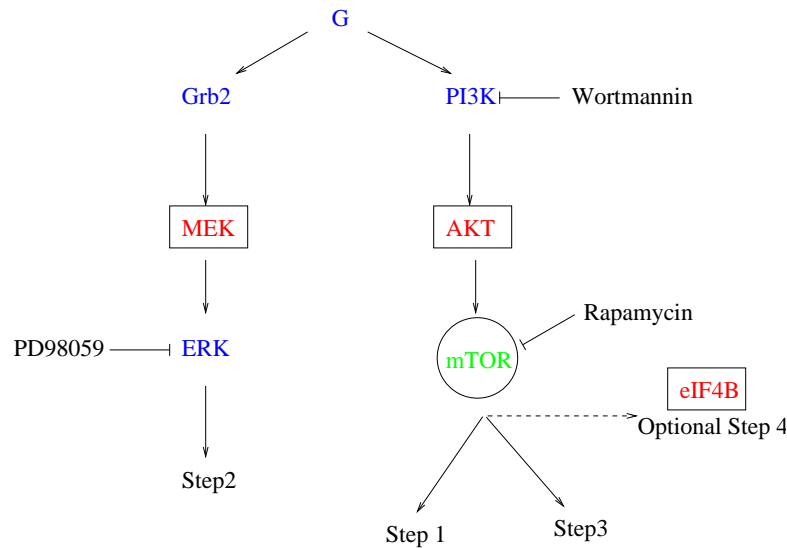 G
Grb2
PI3K
Wortmannin
MEK
AKT
Rapamycin
PD98059
ERK
mTOR
eIF4B
Optional Step 4
Step2
Step 1
Step3